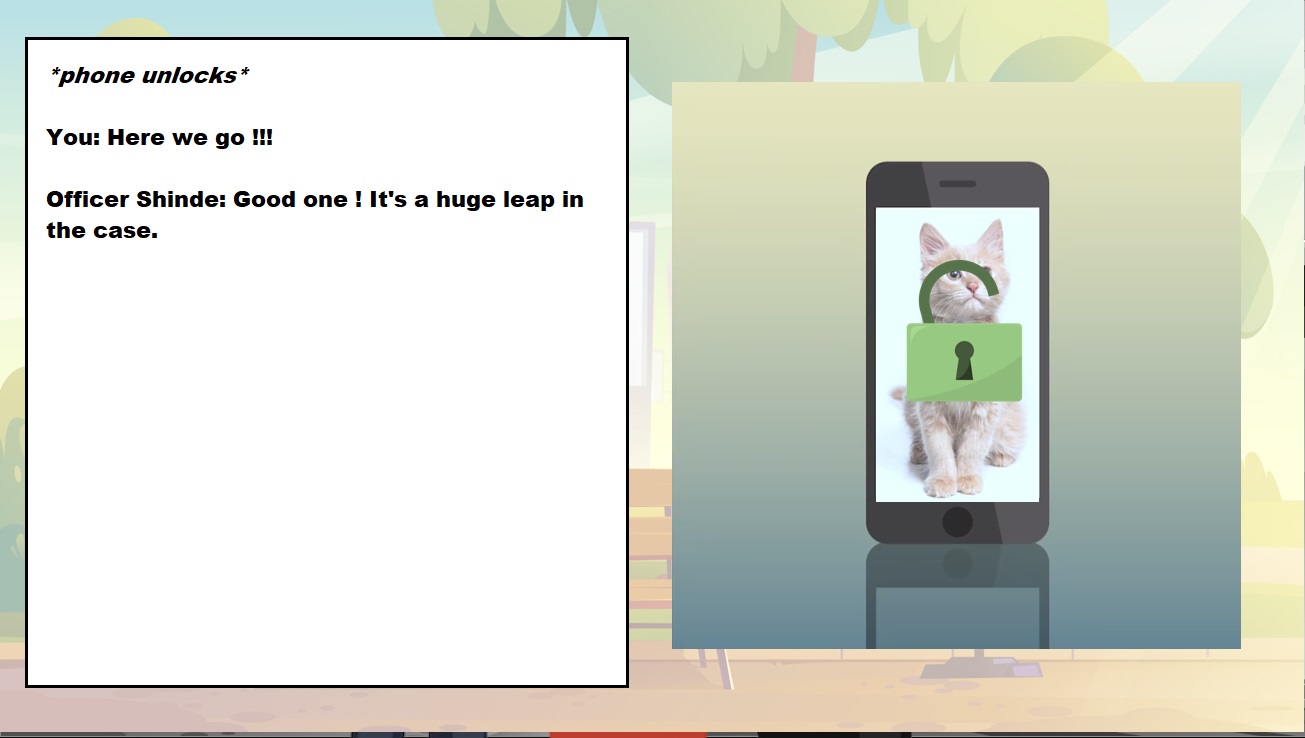 *phone unlocks*
You: Here we go !!!
Officer Shinde: Good one ! It's a huge leap in
the case.